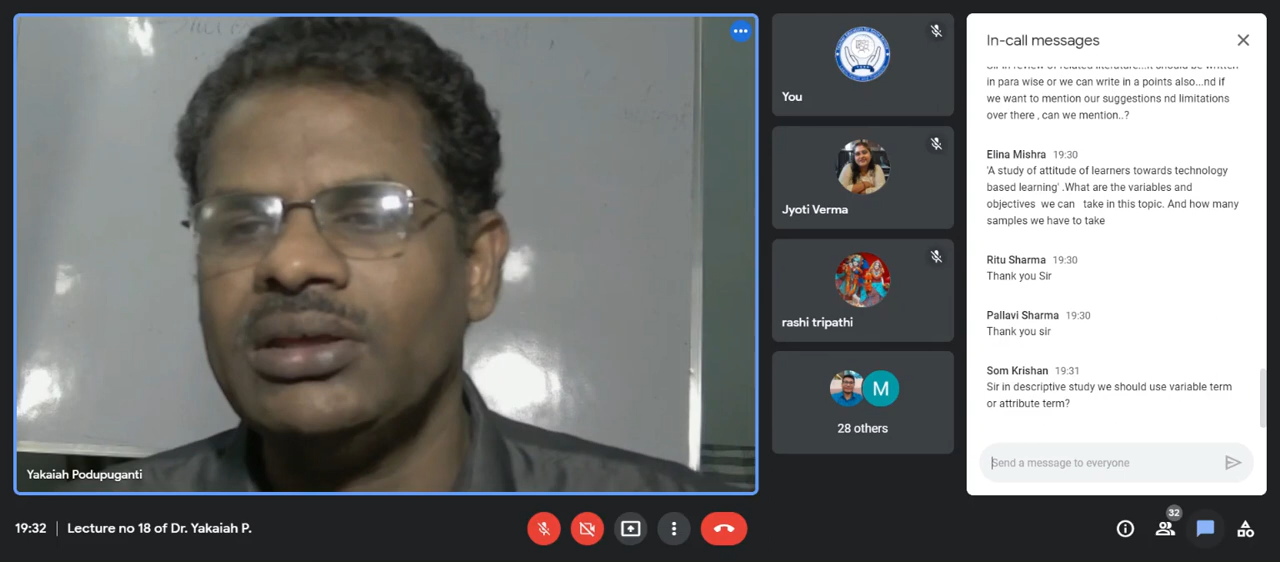 Yakaiah Podupuganti
You
Jyoti Verma
rashi tripathi
M
28 others
In-call messages
Sir in review of related literature...it should be written
in para wise or we can write in a points also...nd if
we want to mention our suggestions nd limitations
over there , can we mention..?
Elina Mishra 19:30
'A study of attitude of learners towards technology
based learning' .What are the variables and
objectives we can take in this topic. And how many
samples we have to take
Ritu Sharma 19:30
Thank you Sir
Pallavi Sharma 19:30
Thank you sir
Som Krishan 19:31
Sir in descriptive study we should use variable term
or attribute term?
Send a message to everyone
19:32 | Lecture no 18 of Dr. Yakaiah P.
32